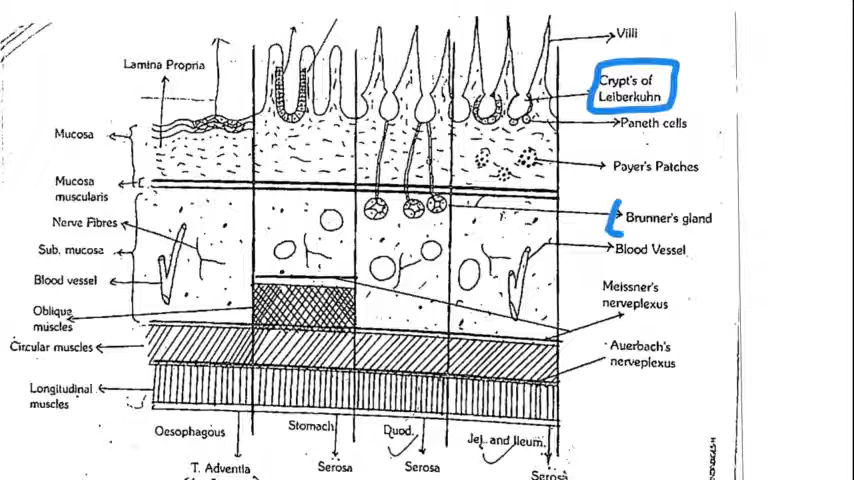 Lamina Propria
Mucosa
Mucosa
muscularis
Nerve Fibres
Sub. mucosa
Blood vessel
Oblique
muscles
Circular muscles
Longitudinal
muscles
Villi
Crypt's of
Leiberkuhn
Paneth cells
Payer's Patches
Brunner's gland
Blood Vessel
Meissner's
nerveplexus
Auerbach's
nerveplexus
Oesophagous
Stomach
Duod.
Jej. and Ileum.
T. Adventia
Serosa
Serosa
Serosa